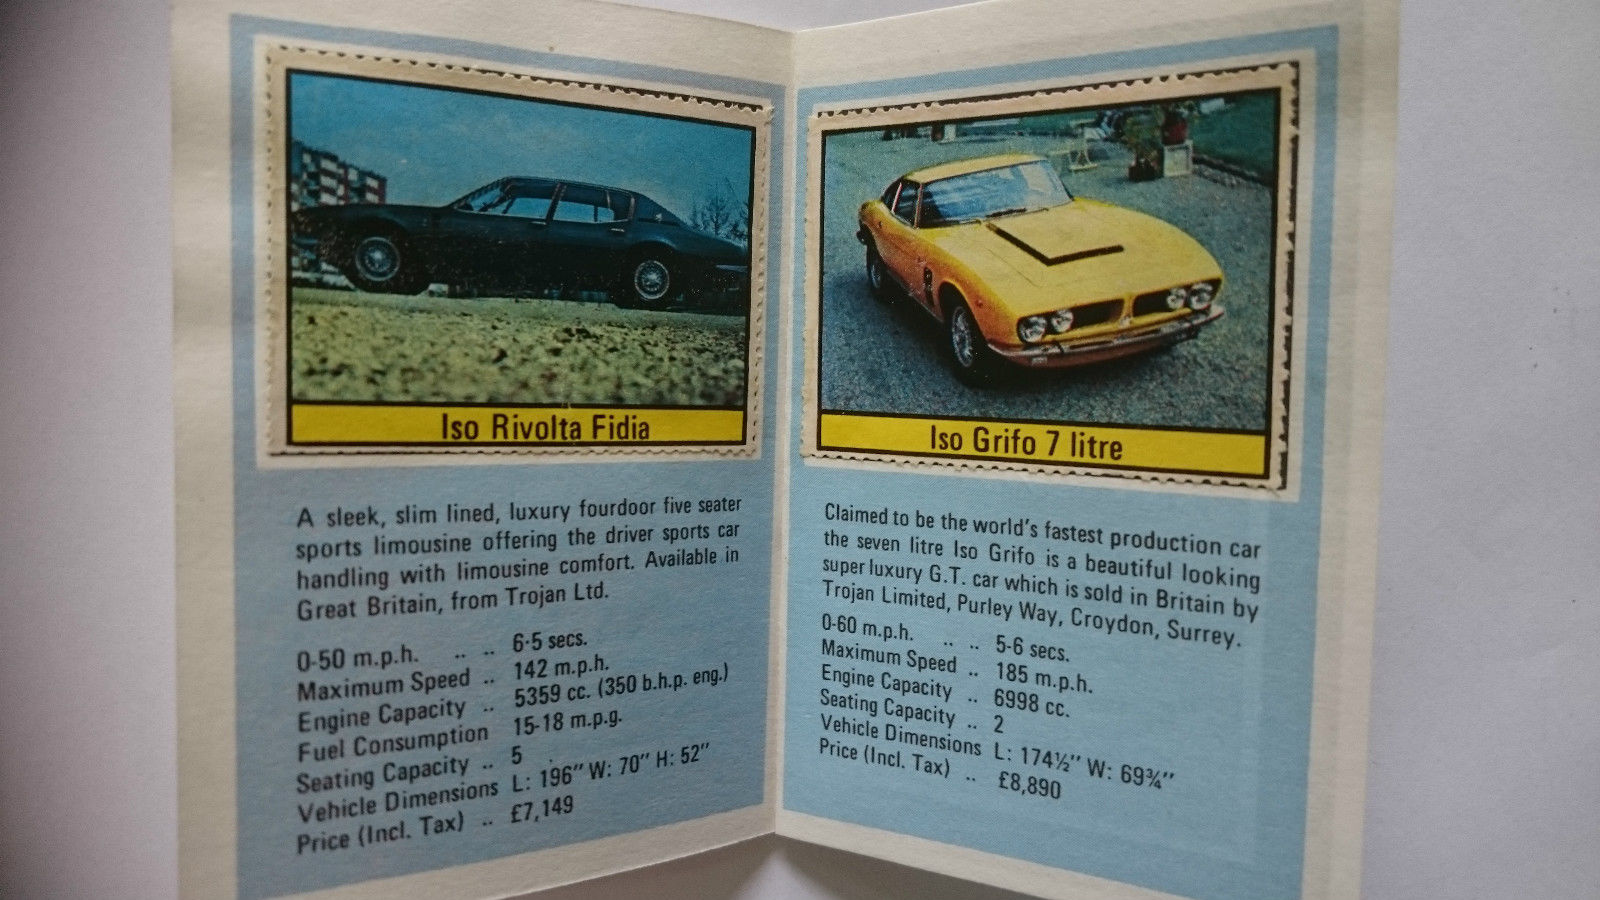 Iso Rivolta Fidia
A sleek, slim lined, luxury fourdoor five seater
sports limousine offering the driver sports car
handling with limousine comfort. Available in
Great Britain, from Trojan Ltd.
0-50 m.p.h. .. .. 6·5 secs.
Maximum Speed .. 142 m.p.h.
Engine Capacity .. 5359 cc. (350 b.h.p. eng.)
Fuel Consumption 15-18 m.p.g.
Seating Capacity .. 5
Vehicle Dimensions L: 196″ W: 70″ H: 52″
Price (Incl. Tax) .. £7,149
Iso Grifo 7 litre
Claimed to be the world's fastest production car
the seven litre Iso Grifo is a beautiful looking
super luxury G.T. car which is sold in Britain by
Trojan Limited, Purley Way, Croydon, Surrey.
0-60 m.p.h. .. .. 5-6 secs.
Maximum Speed .. 185 m.p.h.
Engine Capacity .. 6998 cc.
Seating Capacity .. 2
Vehicle Dimensions L: 174½″ W: 69¾″
Price (Incl. Tax) .. £8,890